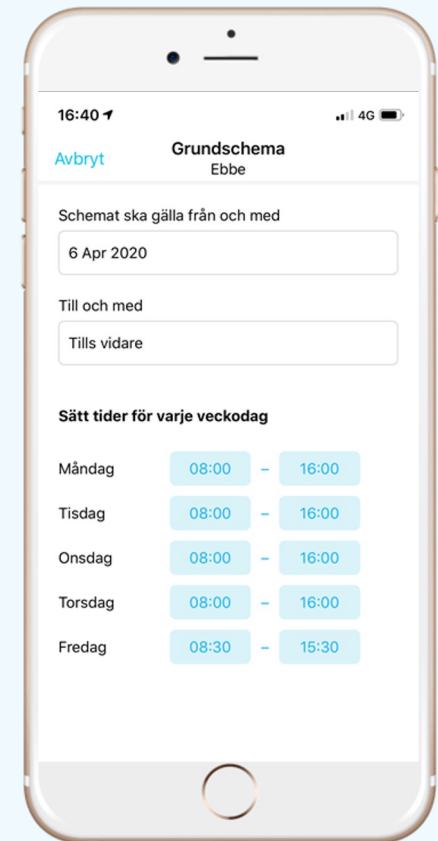 16:40 4G
Avbryt Grundschema
Ebbe
Schemat ska gälla från och med
6 Apr 2020
Till och med
Tills vidare
Sätt tider för varje veckodag
Måndag 08:00 – 16:00
Tisdag 08:00 – 16:00
Onsdag 08:00 – 16:00
Torsdag 08:00 – 16:00
Fredag 08:30 – 15:30